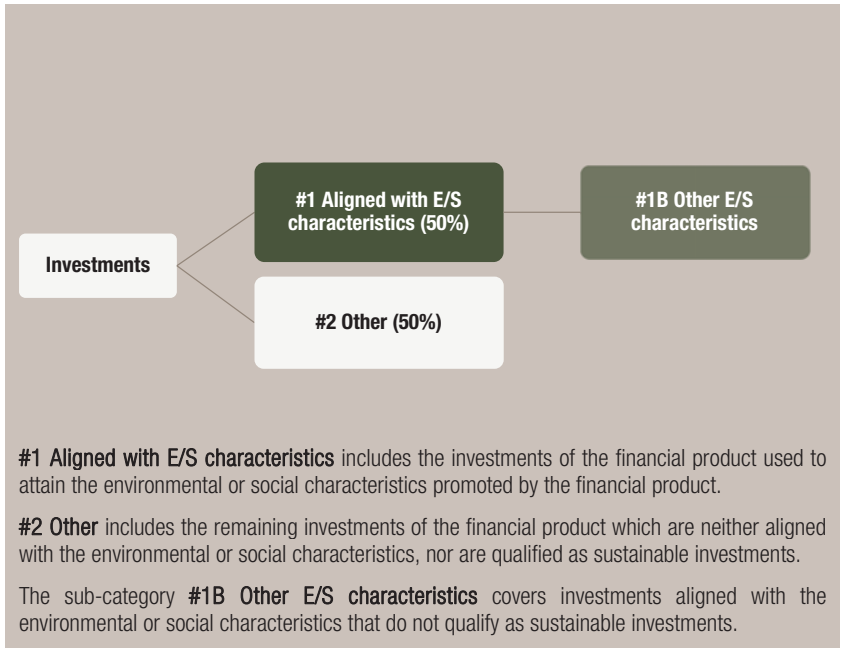 #1 Aligned with E/S
characteristics (50%)
#1B Other E/S
characteristics
Investments
#2 Other (50%)
#1 Aligned with E/S characteristics includes the investments of the financial product used to
attain the environmental or social characteristics promoted by the financial product.
#2 Other includes the remaining investments of the financial product which are neither aligned
with the environmental or social characteristics, nor are qualified as sustainable investments.
The sub-category #1B Other E/S characteristics covers investments aligned with the
environmental or social characteristics that do not qualify as sustainable investments.